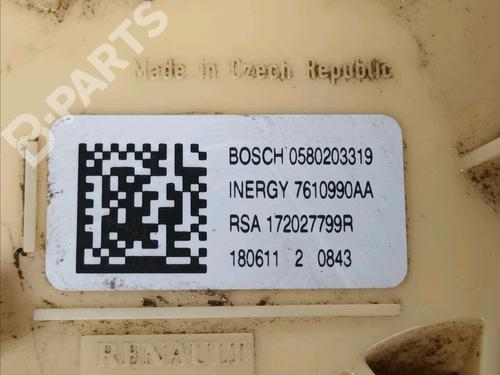 B-PARTS
Made in Czech Republic
BOSCH 0580203319
INERGY 7610990AA
RSA 172027799R
180611 2 0843
RENAULT